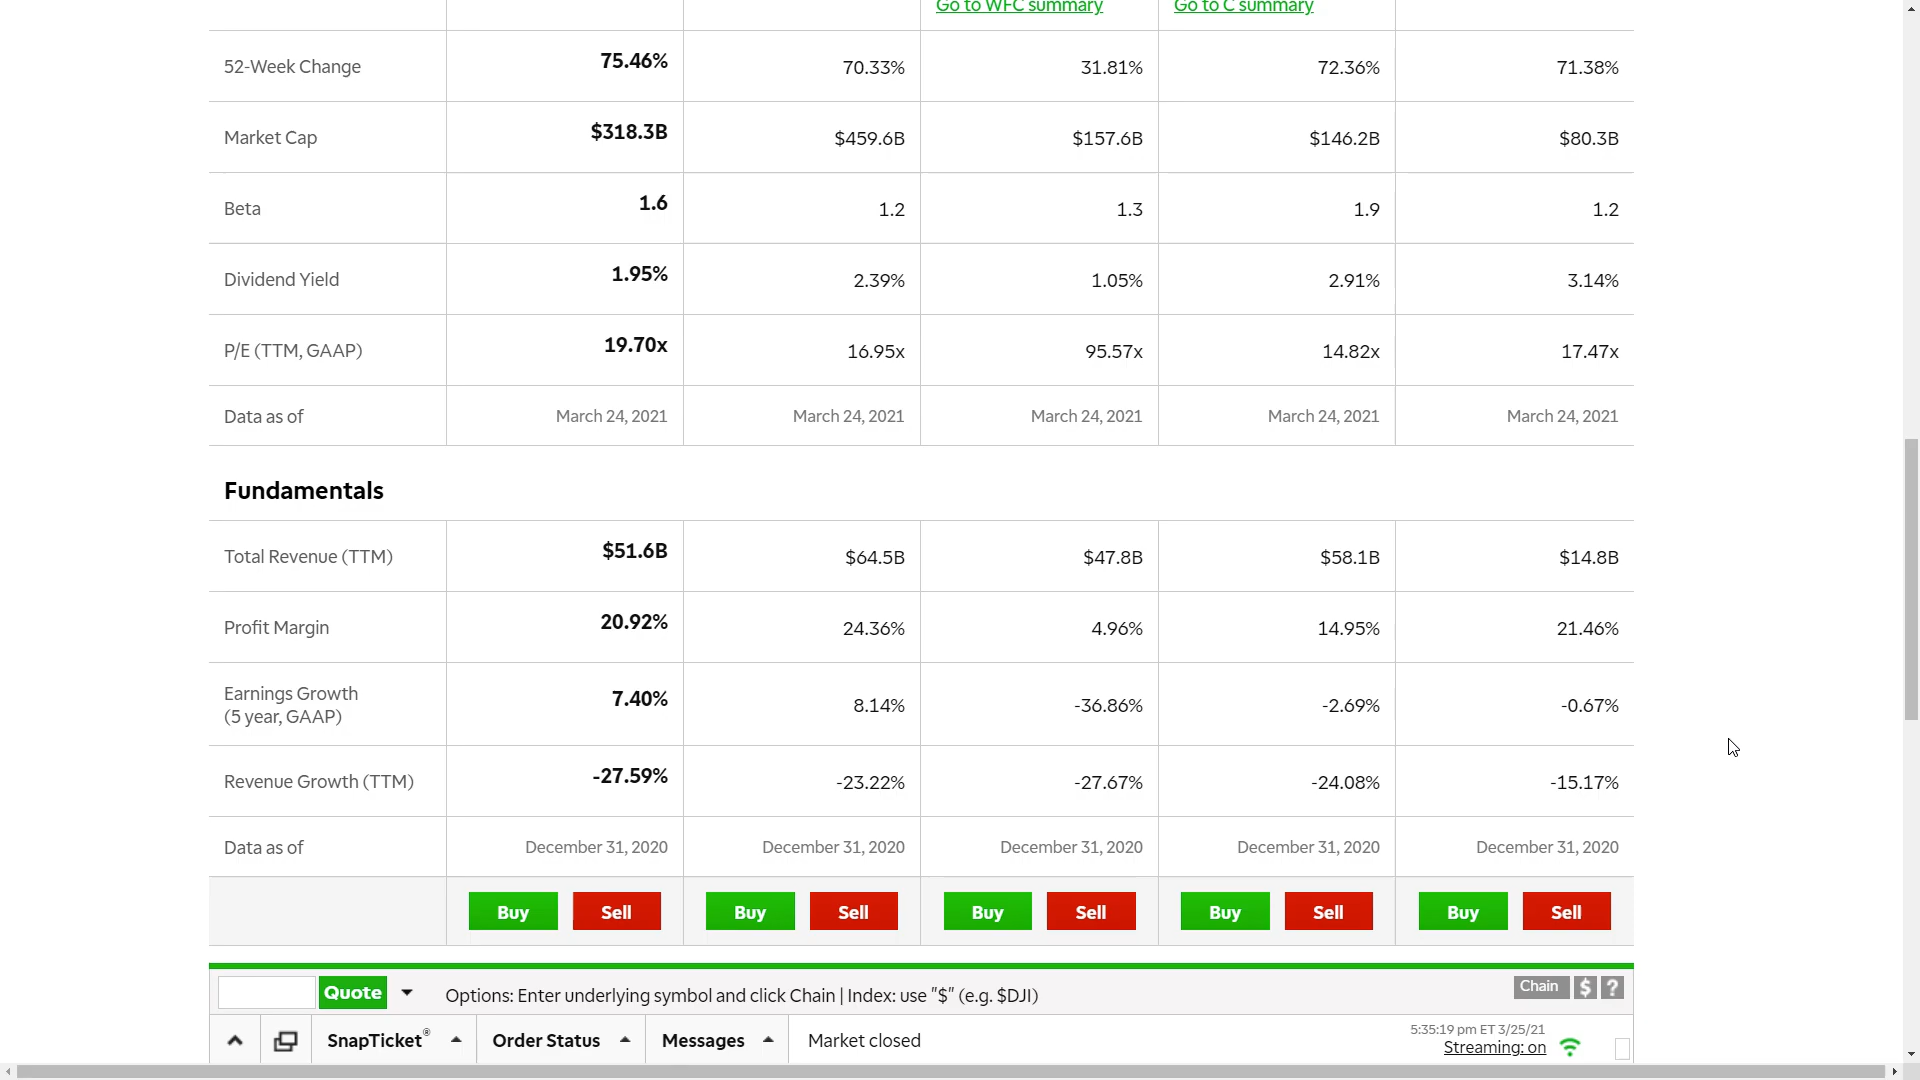 Go to WFC summary Go to C summary
52-Week Change 75.46% 70.33% 31.81% 72.36% 71.38%
Market Cap $318.3B $459.6B $157.6B $146.2B $80.3B
Beta 1.6 1.2 1.3 1.9 1.2
Dividend Yield 1.95% 2.39% 1.05% 2.91% 3.14%
P/E (TTM, GAAP) 19.70x 16.95x 95.57x 14.82x 17.47x
Data as of March 24, 2021 March 24, 2021 March 24, 2021 March 24, 2021 March 24, 2021
Fundamentals
Total Revenue (TTM) $51.6B $64.5B $47.8B $58.1B $14.8B
Profit Margin 20.92% 24.36% 4.96% 14.95% 21.46%
Earnings Growth
(5 year, GAAP) 7.40% 8.14% -36.86% -2.69% -0.67%
Revenue Growth (TTM) -27.59% -23.22% -27.67% -24.08% -15.17%
Data as of December 31, 2020 December 31, 2020 December 31, 2020 December 31, 2020 December 31, 2020
Buy Sell Buy Sell Buy Sell Buy Sell Buy Sell
Quote Options: Enter underlying symbol and click Chain | Index: use "$" (e.g. $DJI) Chain $ ?
SnapTicket® Order Status Messages Market closed 5:35:19 pm ET 3/25/21
Streaming: on